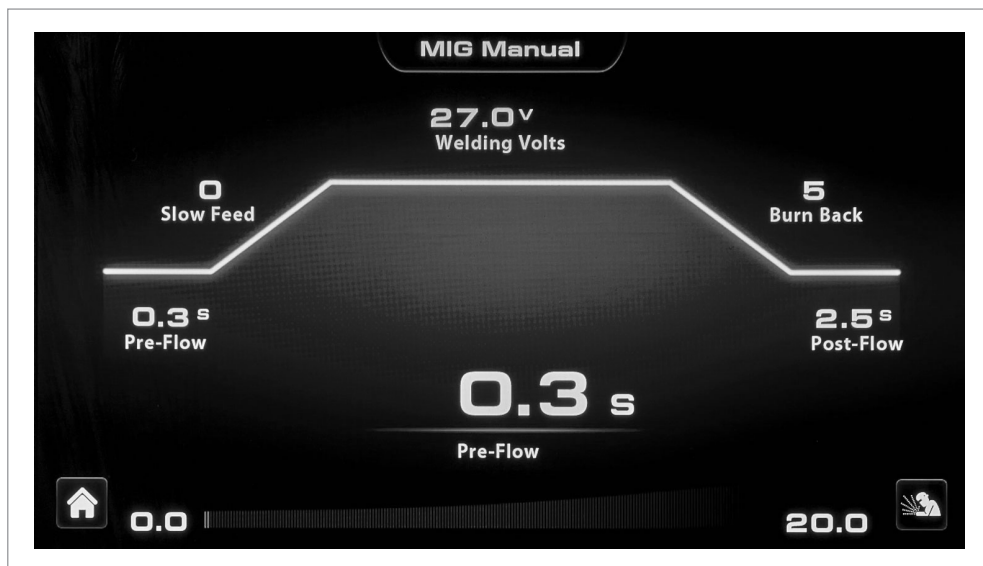 MIG Manual
27.0 V
Welding Volts
0
Slow Feed
5
Burn Back
0.3 s
Pre-Flow
2.5 s
Post-Flow
0.3 s
Pre-Flow
0.0
20.0